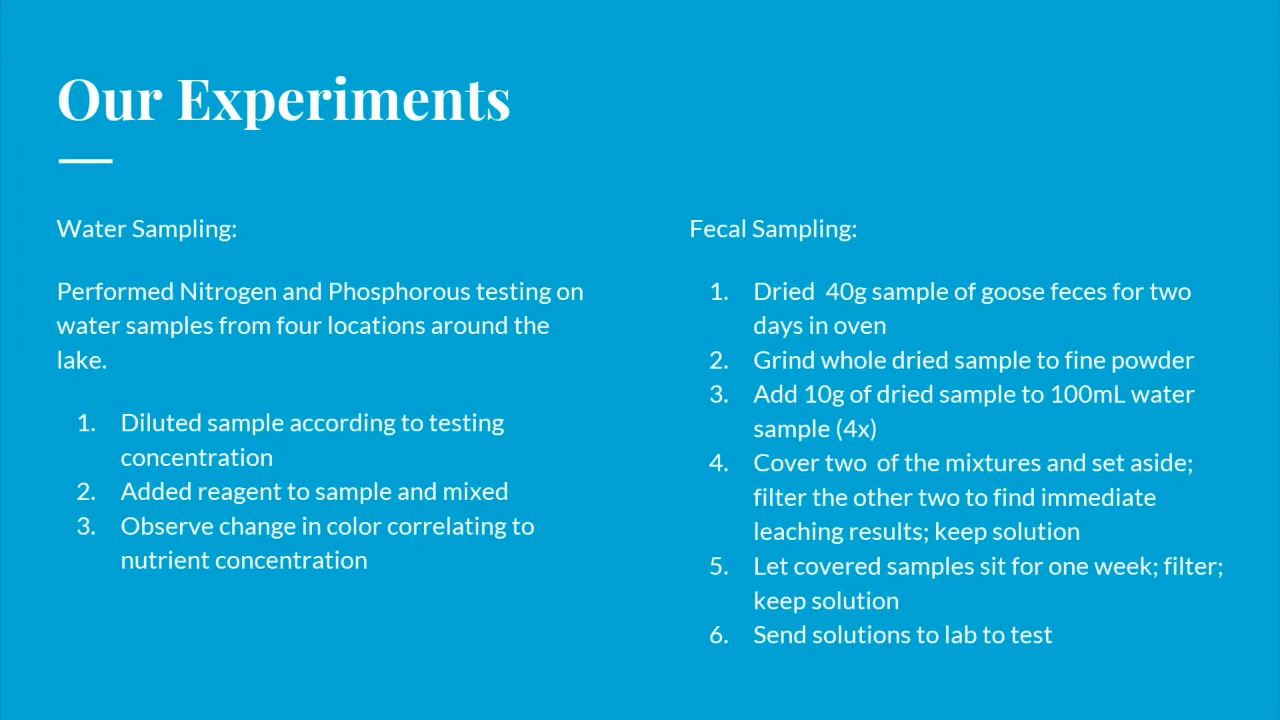 Our Experiments
Water Sampling:
Performed Nitrogen and Phosphorous testing on
water samples from four locations around the
lake.
1. Diluted sample according to testing
concentration
2. Added reagent to sample and mixed
3. Observe change in color correlating to
nutrient concentration
Fecal Sampling:
1. Dried  40g sample of goose feces for two
days in oven
2. Grind whole dried sample to fine powder
3. Add 10g of dried sample to 100mL water
sample (4x)
4. Cover two  of the mixtures and set aside;
filter the other two to find immediate
leaching results; keep solution
5. Let covered samples sit for one week; filter;
keep solution
6. Send solutions to lab to test